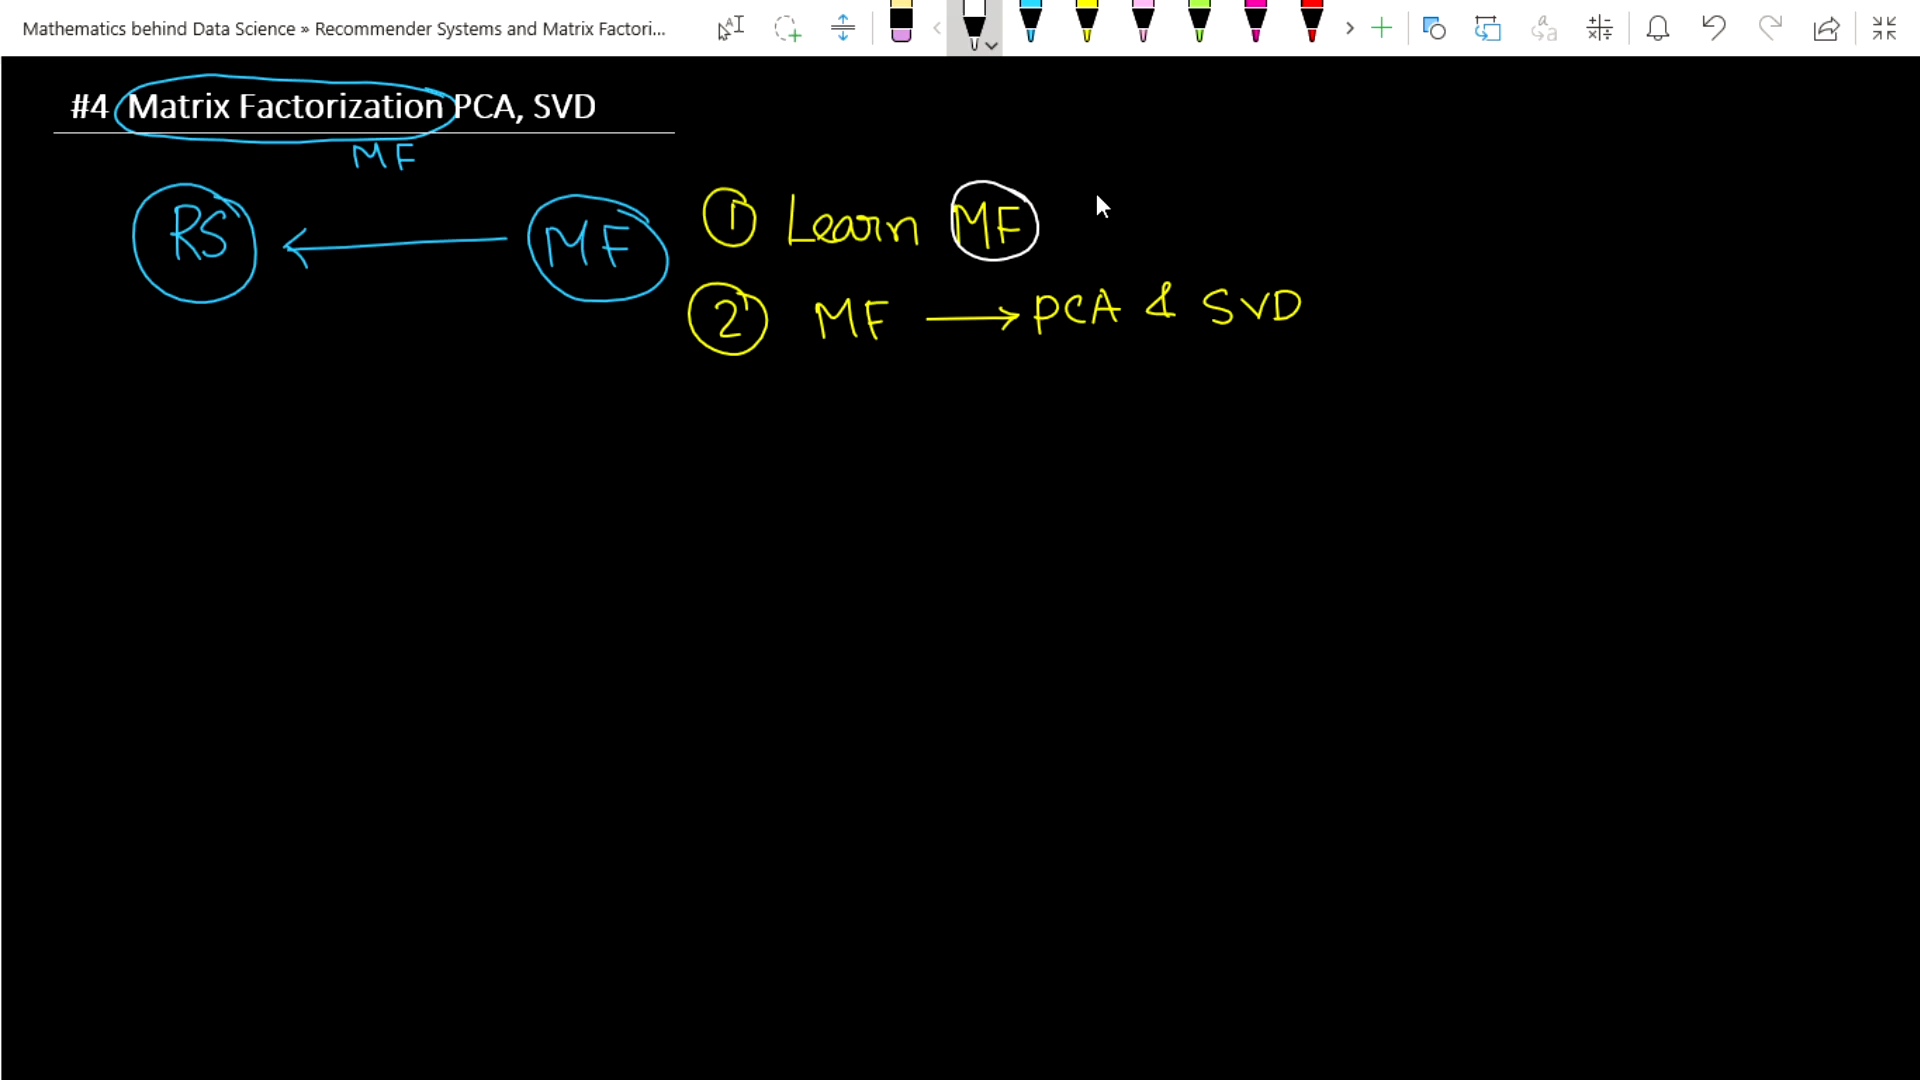 Mathematics behind Data Science » Recommender Systems and Matrix Factori...
#4 Matrix Factorization PCA, SVD
MF
RS ← MF
① Learn MF
② MF → PCA & SVD